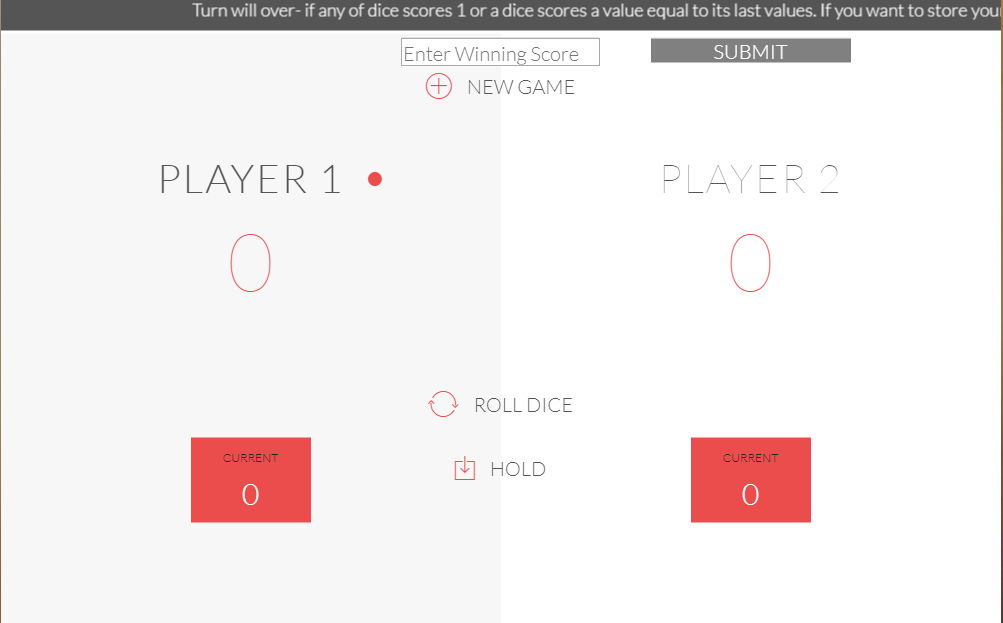 Turn will over- if any of dice scores 1 or a dice scores a value equal to its last values. If you want to store your
Enter Winning Score
SUBMIT
NEW GAME
PLAYER 1
PLAYER 2
0
0
ROLL DICE
CURRENT
0
HOLD
CURRENT
0